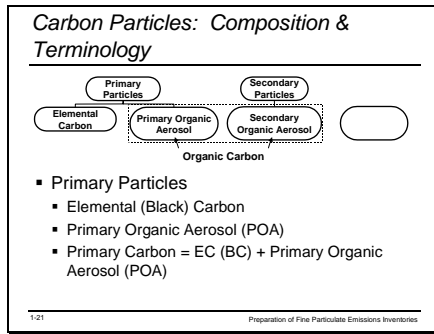 Carbon Particles: Composition &
Terminology
Primary
Particles
Secondary
Particles
Elemental
Carbon
Primary Organic
Aerosol
Secondary
Organic Aerosol
Organic Carbon
▪ Primary Particles
▪ Elemental (Black) Carbon
▪ Primary Organic Aerosol (POA)
▪ Primary Carbon = EC (BC) + Primary Organic
Aerosol (POA)
1-21
Preparation of Fine Particulate Emissions Inventories